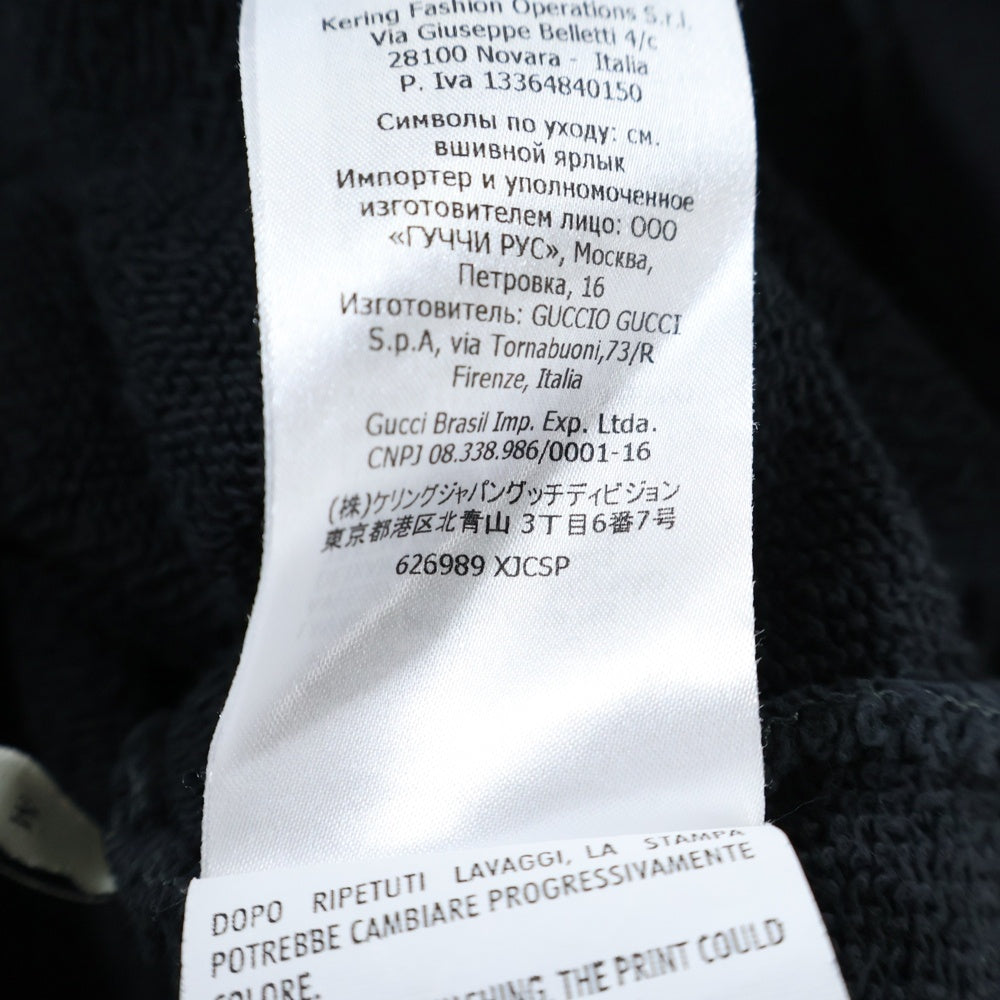 Kering Fashion Operations S.r.l.
Via Giuseppe Belletti 4/c
28100 Novara - Italia
P. Iva 13364840150
Символы по уходу: см.
вшивной ярлык
Импортер и уполномоченное
изготовителем лицо: ООО
«ГУЧЧИ РУС», Москва,
Петровка, 16
Изготовитель: GUCCIO GUCCI
S.p.A, via Tornabuoni,73/R
Firenze, Italia
Gucci Brasil Imp. Exp. Ltda.
CNPJ 08.338.986/0001-16
(株)ケリングジャパングッチディビジョン
東京都港区北青山 3丁目6番7号
626989 XJCSP
DOPO RIPETUTI LAVAGGI, LA STAMPA
POTREBBE CAMBIARE PROGRESSIVAMENTE
COLORE.
THE PRINT COULD